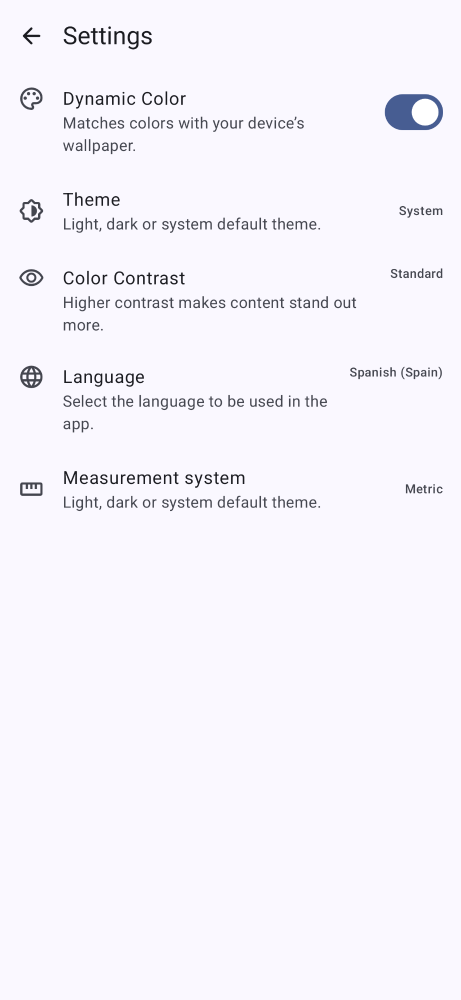 Settings
Dynamic Color
Matches colors with your device’s
wallpaper.
Theme
Light, dark or system default theme.
System
Color Contrast
Standard
Higher contrast makes content stand out
more.
Language
Spanish (Spain)
Select the language to be used in the
app.
Measurement system
Light, dark or system default theme.
Metric